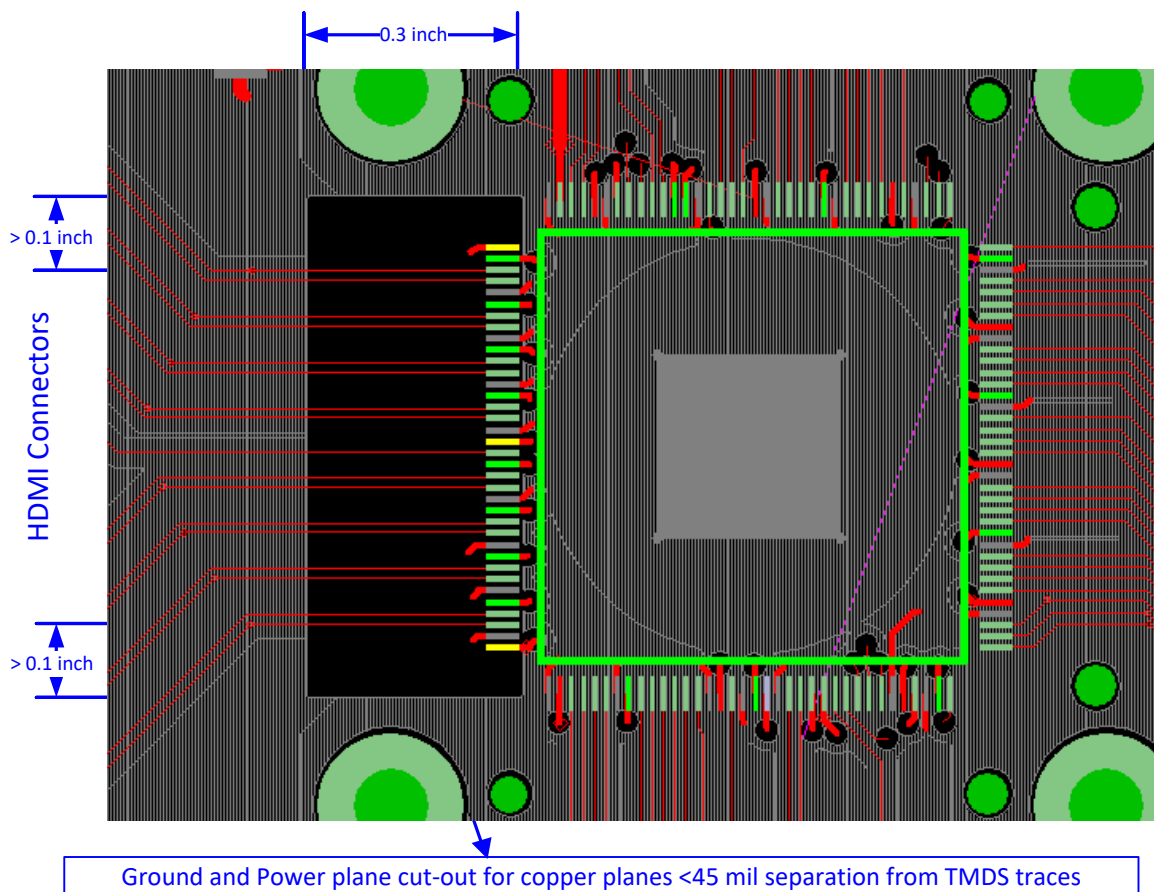 0.3 inch
> 0.1 inch
HDMI Connectors
> 0.1 inch
Ground and Power plane cut-out for copper planes <45 mil separation from TMDS traces